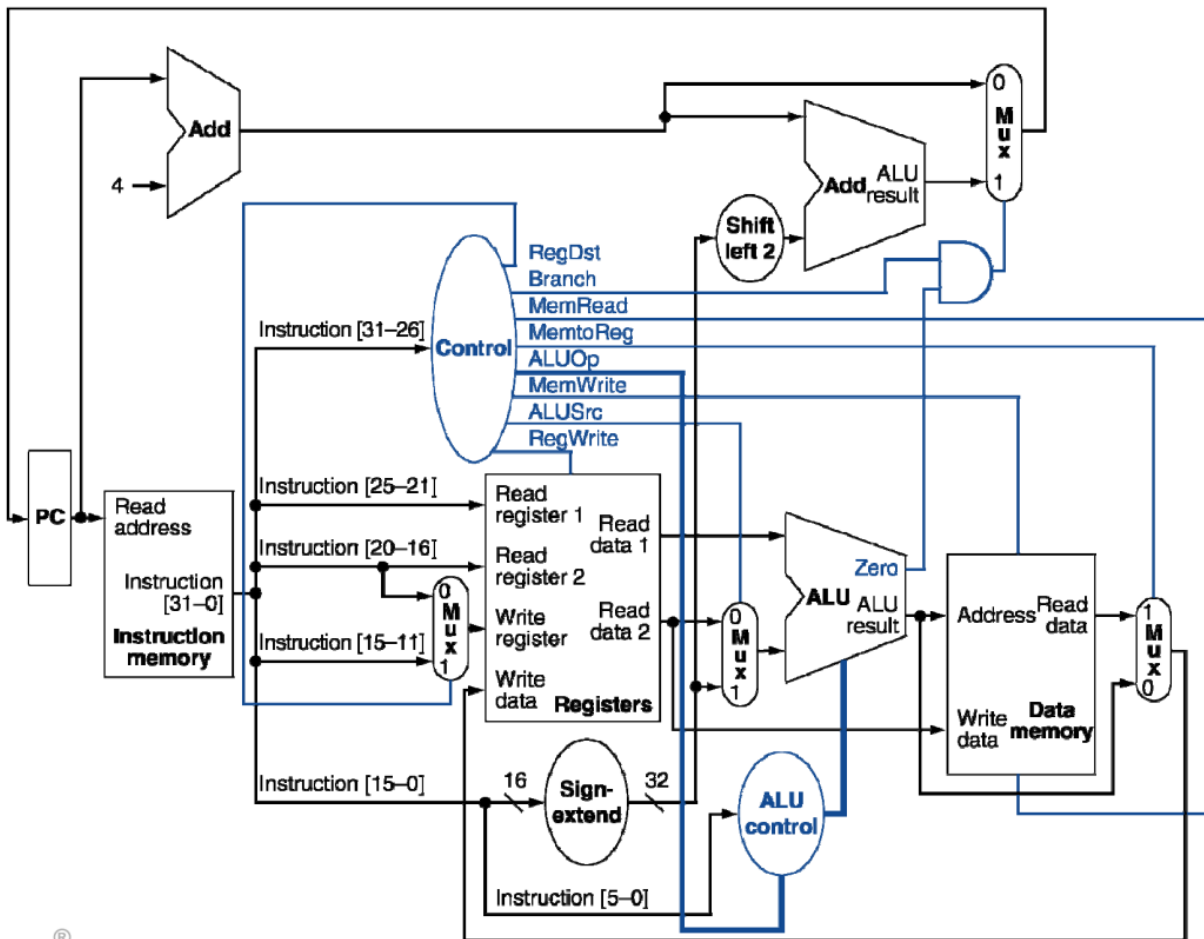 0
Mux
1
Add
4
Add
ALU
result
Shift
left 2
RegDst
Branch
MemRead
MemtoReg
ALUOp
MemWrite
ALUSrc
RegWrite
Instruction [31–26]
Control
PC
Read
address
Instruction
[31–0]
Instruction
memory
Instruction [25–21]
Instruction [20–16]
Instruction [15–11]
0
Mux
1
Read
register 1
Read
register 2
Write
register
Write
data
Read
data 1
Read
data 2
Registers
0
Mux
1
Zero
ALU
ALU
result
Address
Read
data
Write
data
Data
memory
1
Mux
0
Instruction [15–0]
16
Sign-
extend
32
ALU
control
Instruction [5–0]
®